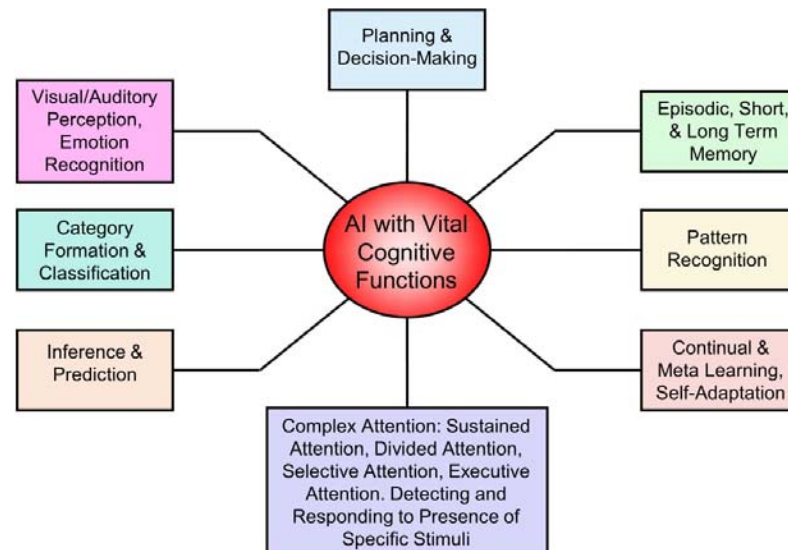 Planning &
Decision-Making
Visual/Auditory
Perception,
Emotion
Recognition
Episodic, Short,
& Long Term
Memory
AI with Vital
Cognitive
Functions
Category
Formation &
Classification
Pattern
Recognition
Inference &
Prediction
Continual &
Meta Learning,
Self-Adaptation
Complex Attention: Sustained
Attention, Divided Attention,
Selective Attention, Executive
Attention. Detecting and
Responding to Presence of
Specific Stimuli